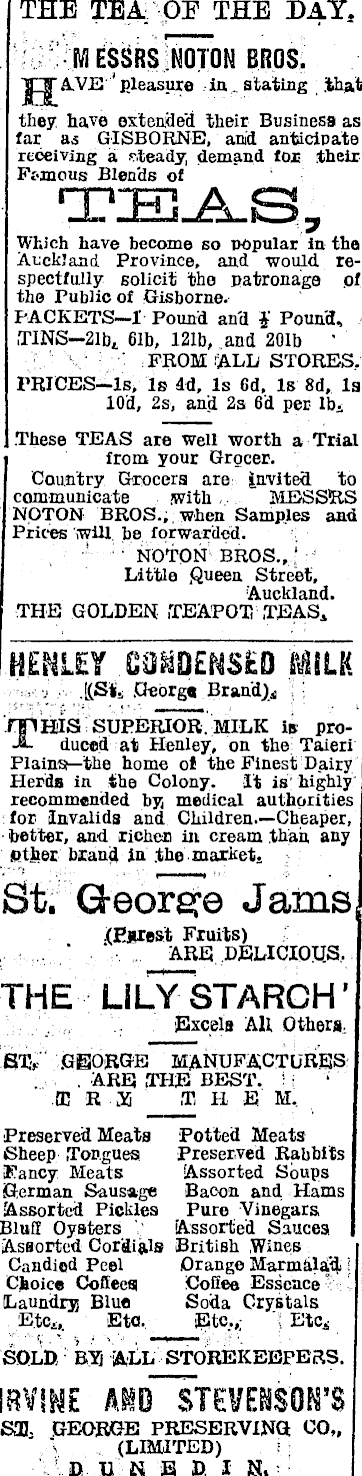 THE TEA OF THE DAY.
MESSRS NOTON BROS.
HAVE pleasure in stating that
they have extended their Business as
far as GISBORNE, and anticipate
receiving a steady demand for their
Famous Blends of
TEAS,
Which have become so popular in the
Auckland Province, and would re-
spectfully solicit the patronage of
the Public of Gisborne.
PACKETS—1 Pound and ½ Pound,
TINS—2lb, 6lb, 12lb, and 20lb
FROM ALL STORES.
PRICES—1s, 1s 4d, 1s 6d, 1s 8d, 1s
10d, 2s, and 2s 6d per lb.
These TEAS are well worth a Trial
from your Grocer.
Country Grocers are invited to
communicate with MESSRS
NOTON BROS., when Samples and
Prices will be forwarded.
NOTON BROS.,
Little Queen Street,
Auckland.
THE GOLDEN TEAPOT TEAS.
HENLEY CONDENSED MILK
(St. George Brand).
THIS SUPERIOR MILK is pro-
duced at Henley, on the Taieri
Plains—the home of the Finest Dairy
Herds in the Colony. It is highly
recommended by medical authorities
for Invalids and Children.—Cheaper,
better, and richer in cream than any
other brand in the market.
St. George Jams
(Purest Fruits)
ARE DELICIOUS.
THE LILY STARCH
Excels All Others.
ST. GEORGE MANUFACTURES
ARE THE BEST.
TRY THEM.
Preserved Meats Potted Meats
Sheep Tongues Preserved Rabbits
Fancy Meats Assorted Soups
German Sausage Bacon and Hams
Assorted Pickles Pure Vinegars
Bluff Oysters Assorted Sauces
Assorted Cordials British Wines
Candied Peel Orange Marmalad
Choice Coffees Coffee Essence
Laundry Blue Soda Crystals
Etc., Etc. Etc., Etc.
SOLD BY ALL STOREKEEPERS.
IRVINE AND STEVENSON'S
ST. GEORGE PRESERVING CO.,
(LIMITED)
DUNEDIN.